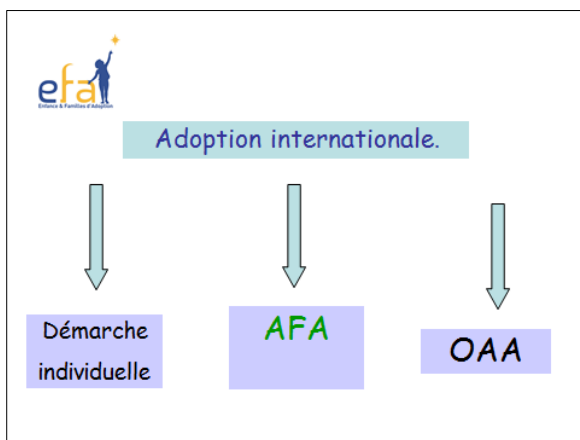 efa
Enfance & Familles d'Adoption
Adoption internationale.
Démarche
individuelle
AFA
OAA